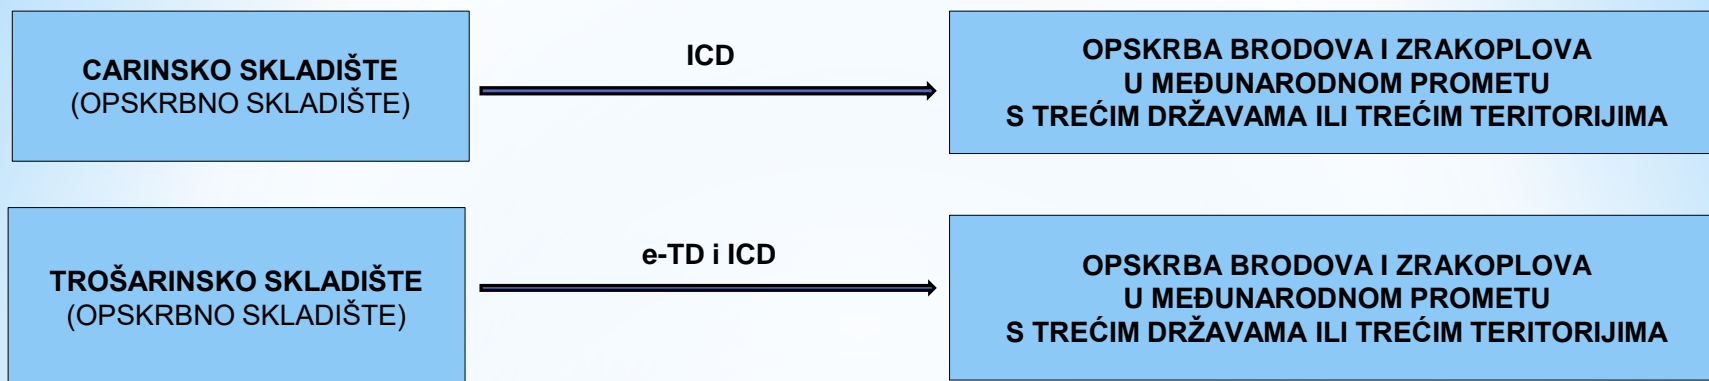 CARINSKO SKLADIŠTE
(OPSKRBNO SKLADIŠTE)
ICD
OPSKRBA BRODOVA I ZRAKOPLOVA
U MEĐUNARODNOM PROMETU
S TREĆIM DRŽAVAMA ILI TREĆIM TERITORIJIMA
TROŠARINSKO SKLADIŠTE
(OPSKRBNO SKLADIŠTE)
e-TD i ICD
OPSKRBA BRODOVA I ZRAKOPLOVA
U MEĐUNARODNOM PROMETU
S TREĆIM DRŽAVAMA ILI TREĆIM TERITORIJIMA